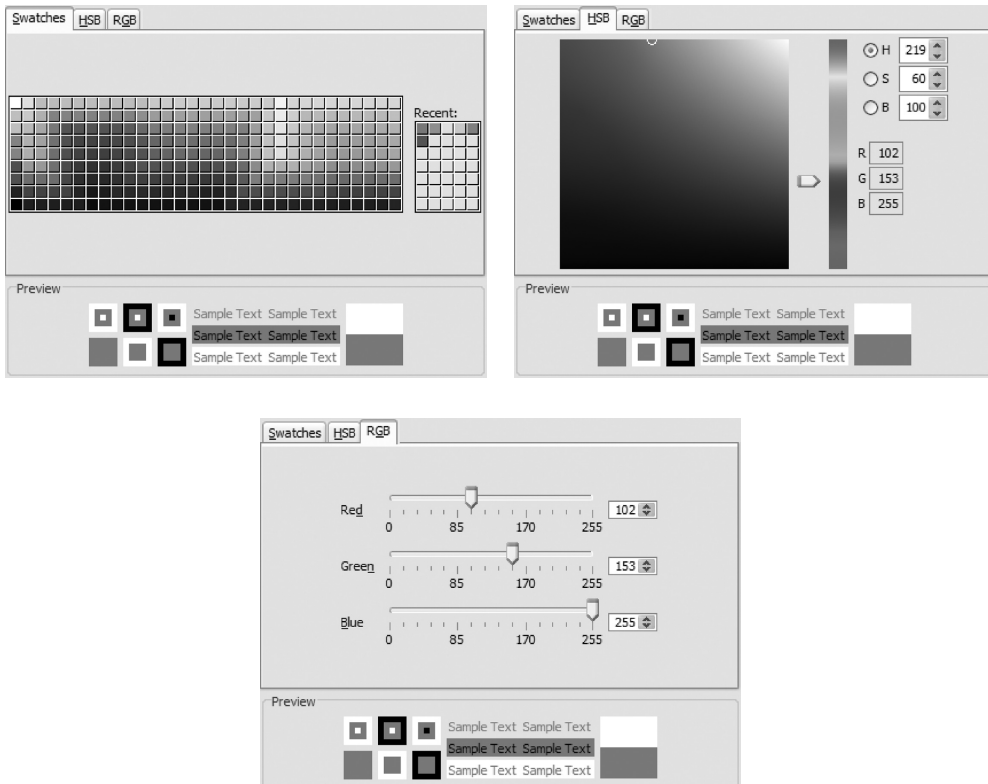 Swatches HSB RGB
Recent:
Preview
Sample Text Sample Text
Sample Text Sample Text
Sample Text Sample Text
Swatches HSB RGB
H 219
S 60
B 100
R 102
G 153
B 255
Preview
Sample Text Sample Text
Sample Text Sample Text
Sample Text Sample Text
Swatches HSB RGB
Red 102
0 85 170 255
Green 153
0 85 170 255
Blue 255
0 85 170 255
Preview
Sample Text Sample Text
Sample Text Sample Text
Sample Text Sample Text